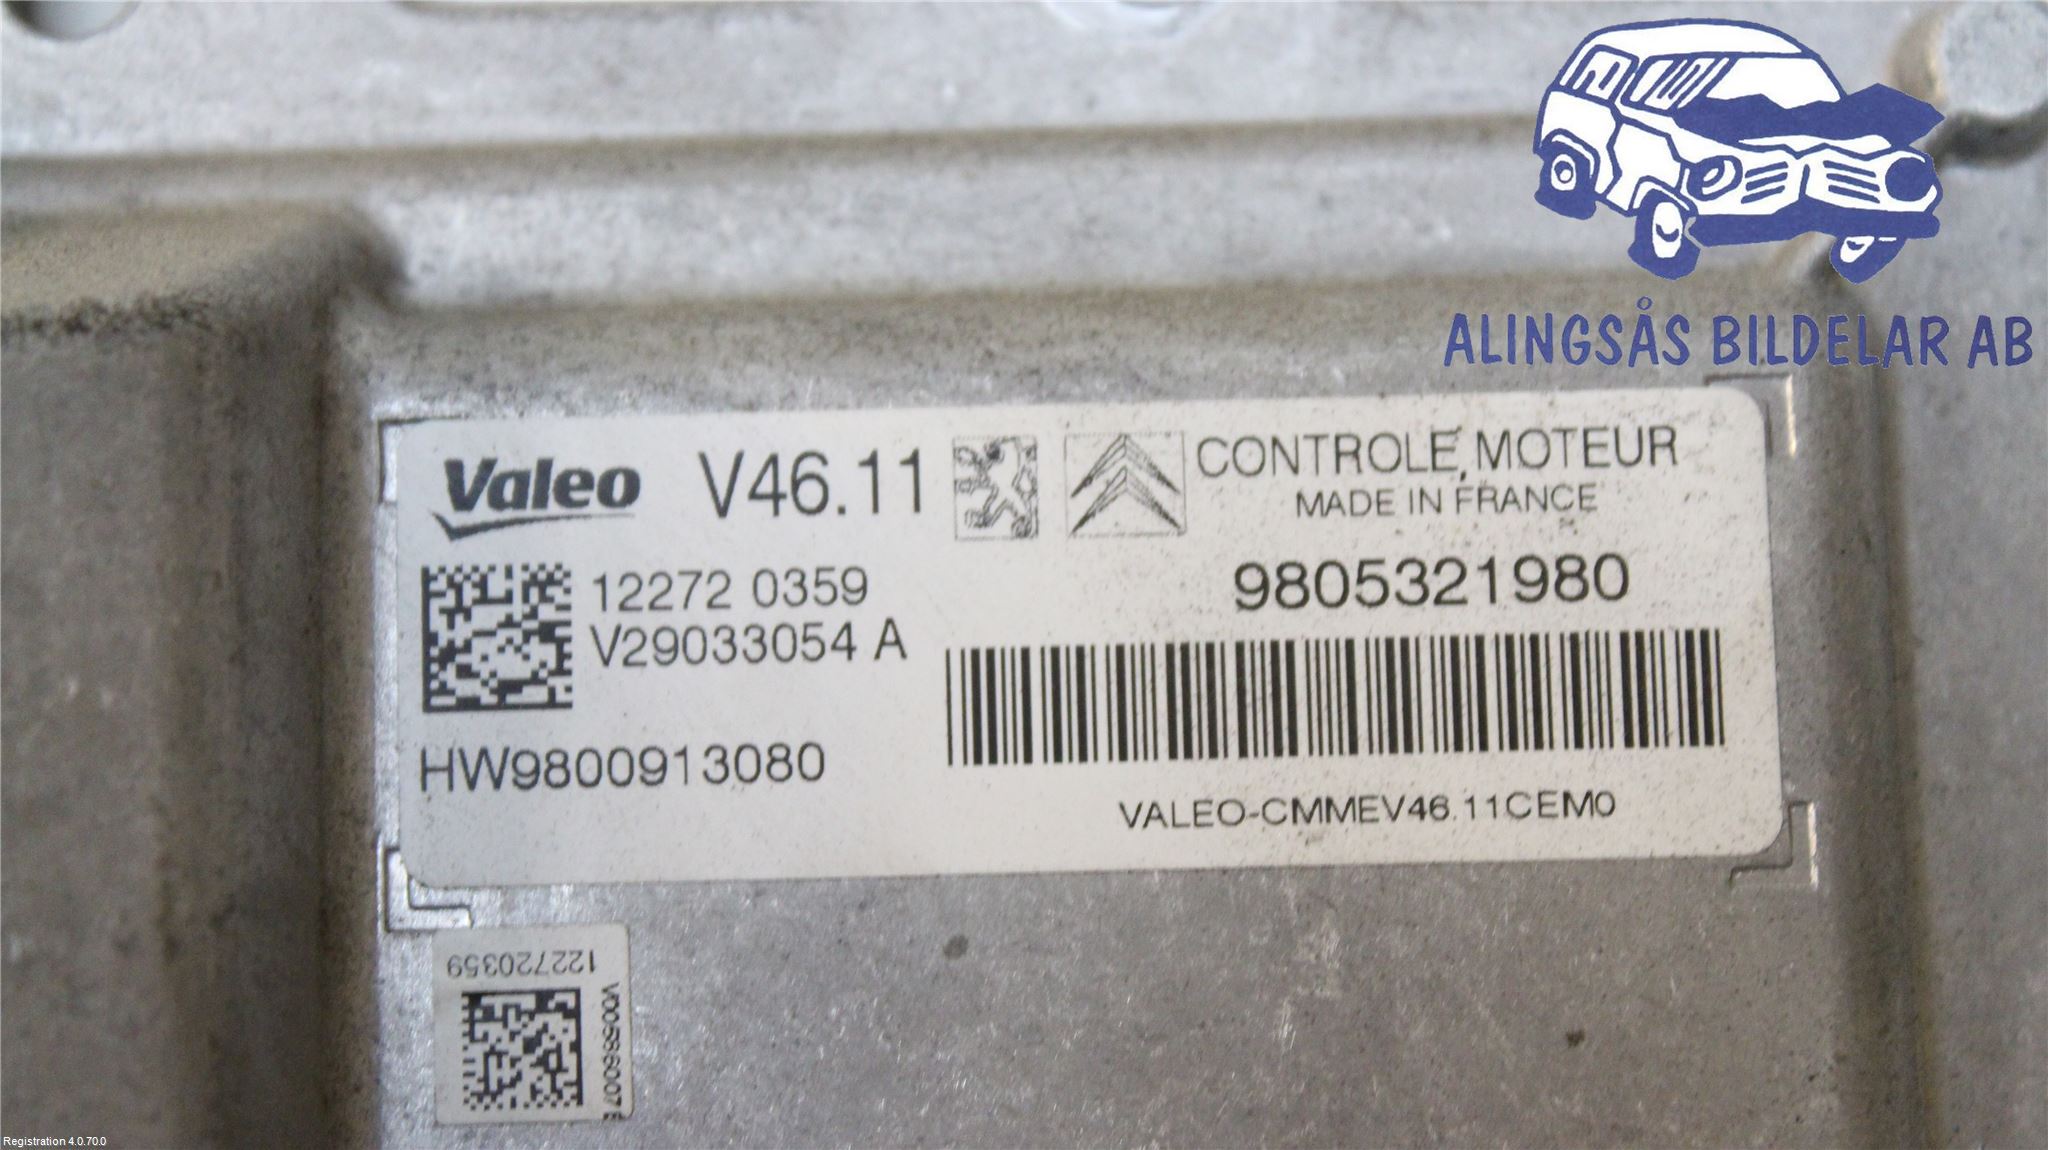 ALINGSÅS BILDELAR AB
Valeo V46.11
CONTROLE MOTEUR
MADE IN FRANCE
12272 0359
V29033054 A
9805321980
HW9800913080
VALEO-CMMEV46.11CEM0
122720359
Registration 4.0.70.0